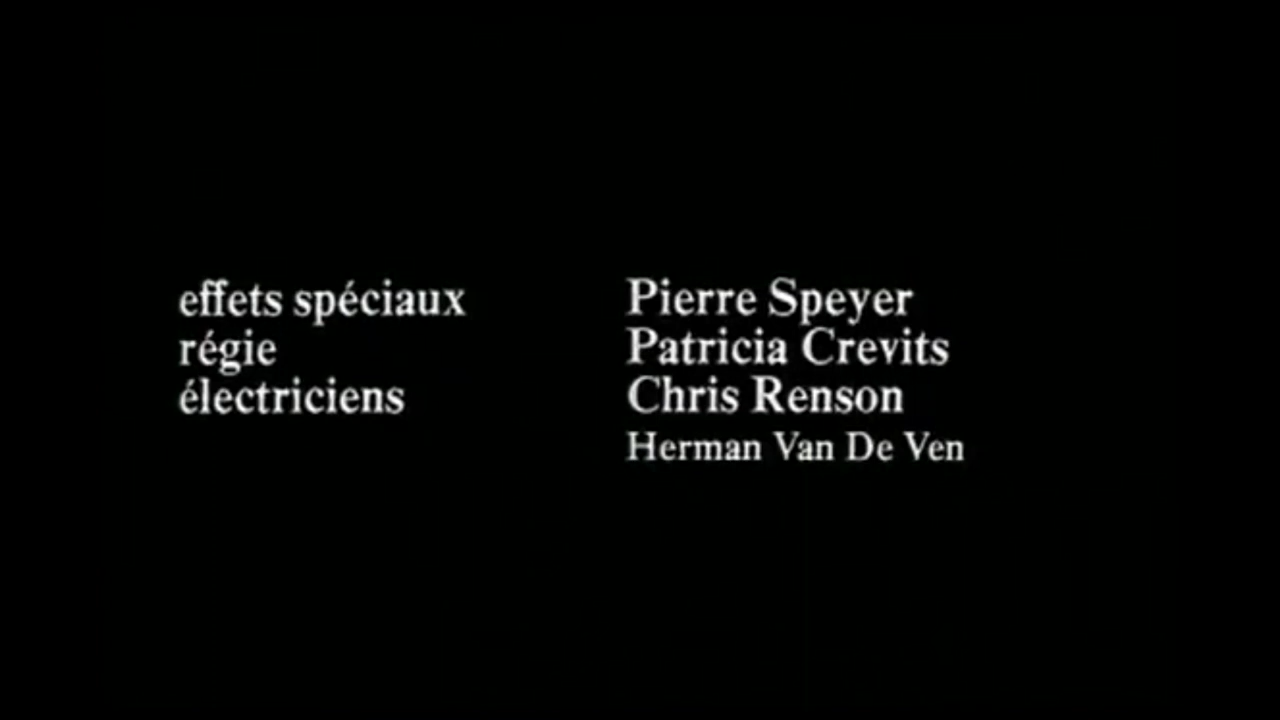 effets spéciaux Pierre Speyer
régie Patricia Crevits
électriciens Chris Renson
Herman Van De Ven